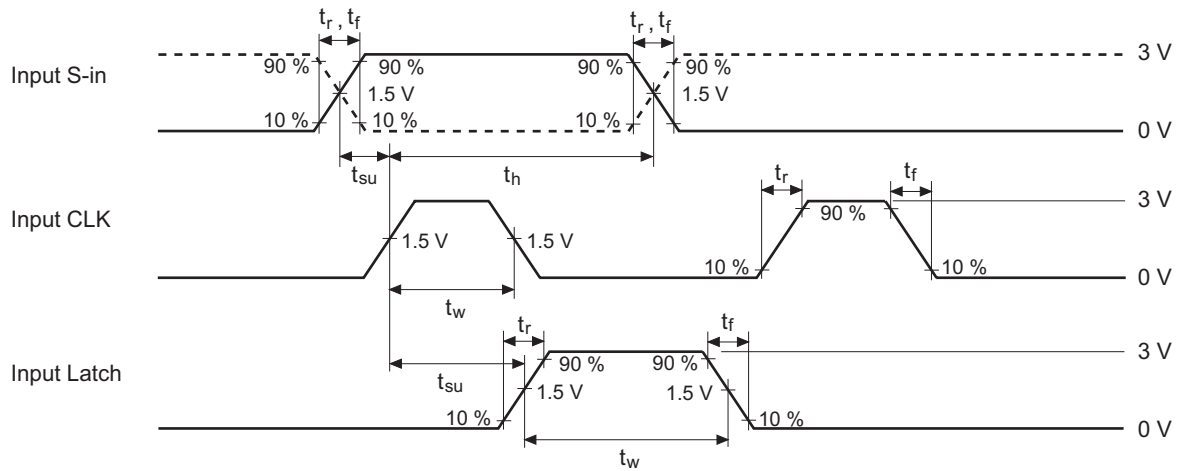 tr , tf
tr , tf
3 V
90 %
90 %
90 %
90 %
Input S-in
1.5 V
1.5 V
10 %
10 %
10 %
0 V
tsu
th
tr
tf
3 V
Input CLK
90 %
1.5 V
1.5 V
10 %
10 %
0 V
tw
tr
tf
3 V
90 %
90 %
Input Latch
tsu
1.5 V
1.5 V
10 %
10 %
0 V
tw